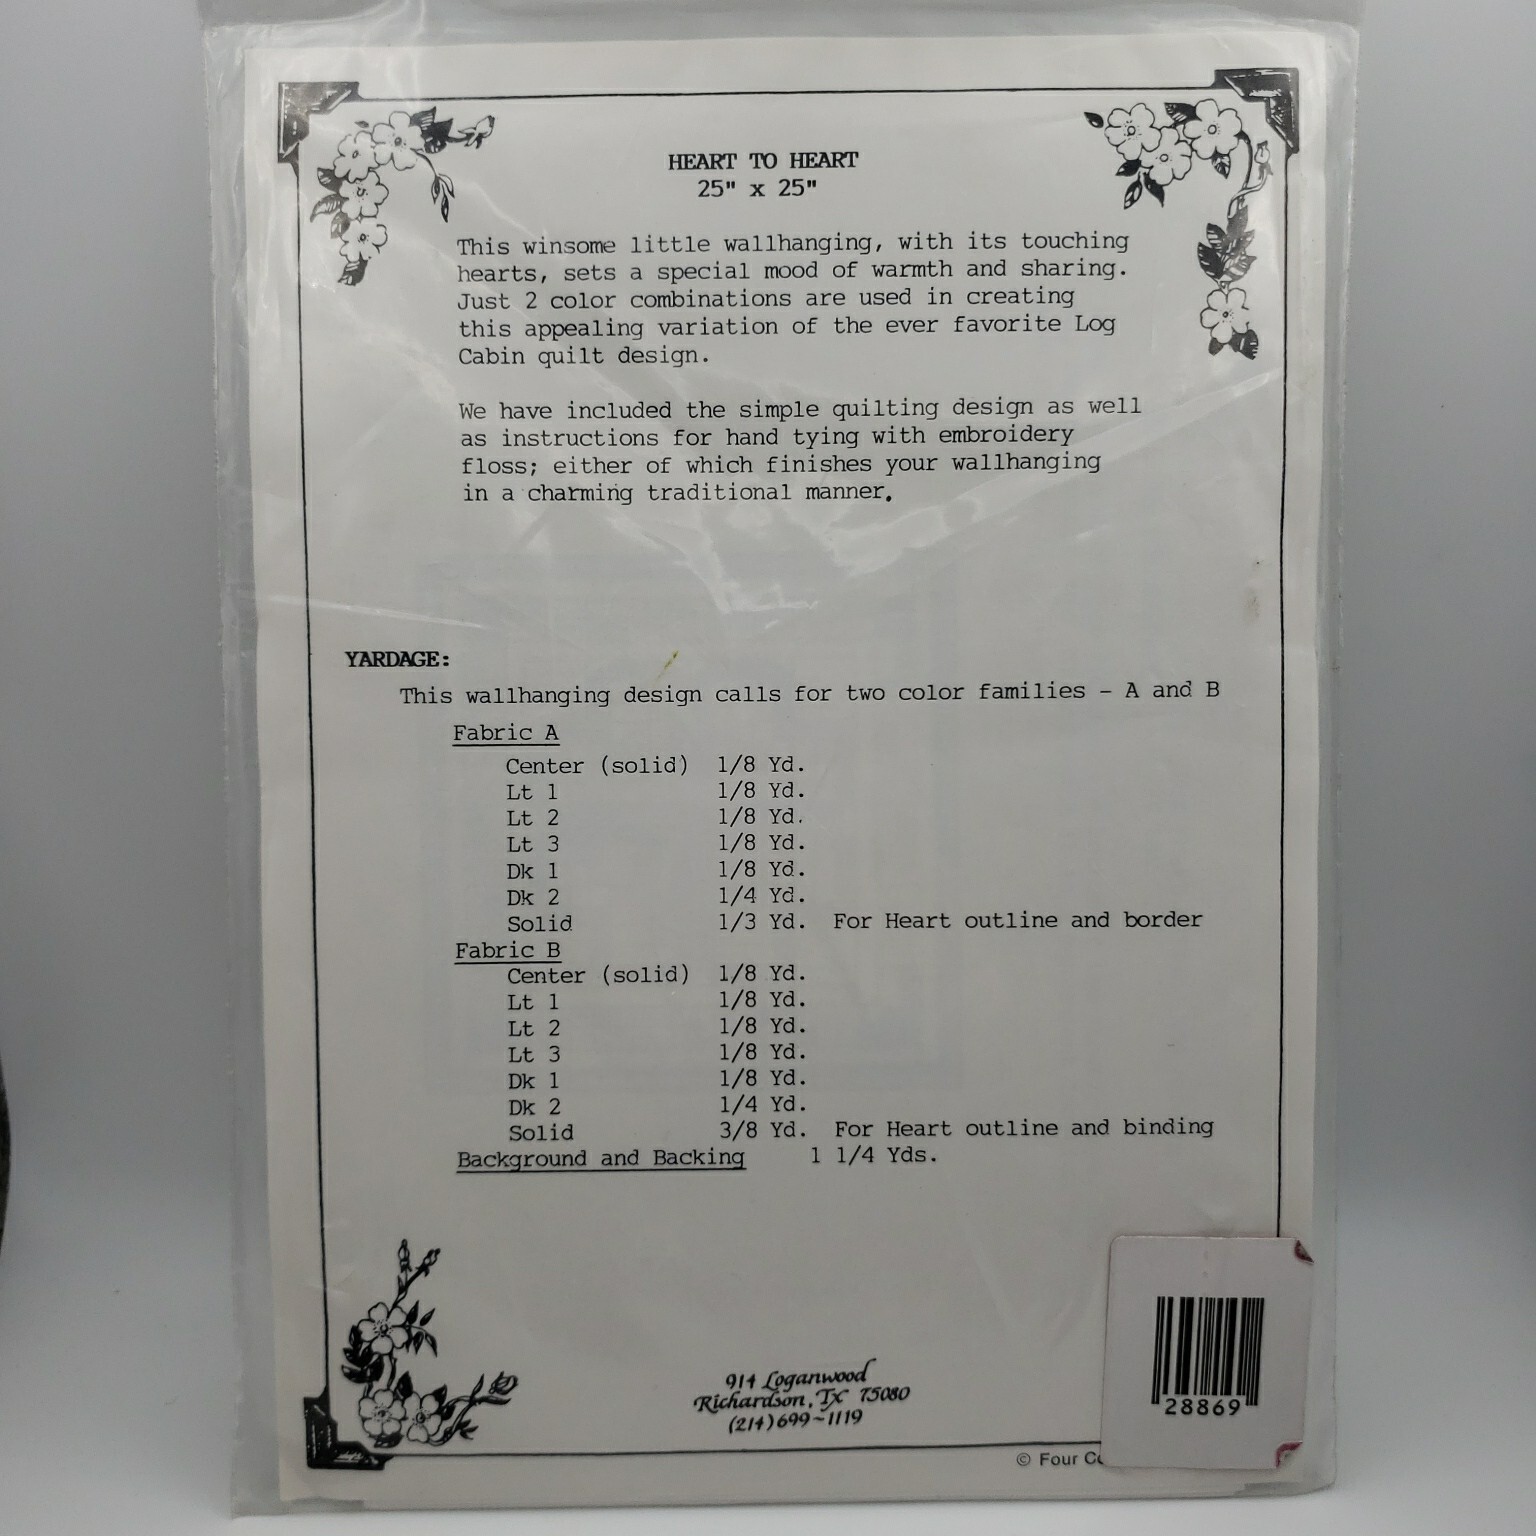 HEART TO HEART
25" x 25"
This winsome little wallhanging, with its touching
hearts, sets a special mood of warmth and sharing.
Just 2 color combinations are used in creating
this appealing variation of the ever favorite Log
Cabin quilt design.
We have included the simple quilting design as well
as instructions for hand tying with embroidery
floss; either of which finishes your wallhanging
in a charming traditional manner.
YARDAGE:
This wallhanging design calls for two color families - A and B
Fabric A
Center (solid) 1/8 Yd.
Lt 1 1/8 Yd.
Lt 2 1/8 Yd.
Lt 3 1/8 Yd.
Dk 1 1/8 Yd.
Dk 2 1/4 Yd.
Solid 1/3 Yd. For Heart outline and border
Fabric B
Center (solid) 1/8 Yd.
Lt 1 1/8 Yd.
Lt 2 1/8 Yd.
Lt 3 1/8 Yd.
Dk 1 1/8 Yd.
Dk 2 1/4 Yd.
Solid 3/8 Yd. For Heart outline and binding
Background and Backing 1 1/4 Yds.
914 Loganwood
Richardson, TX 75080
(214) 699-1119
28869
© Four